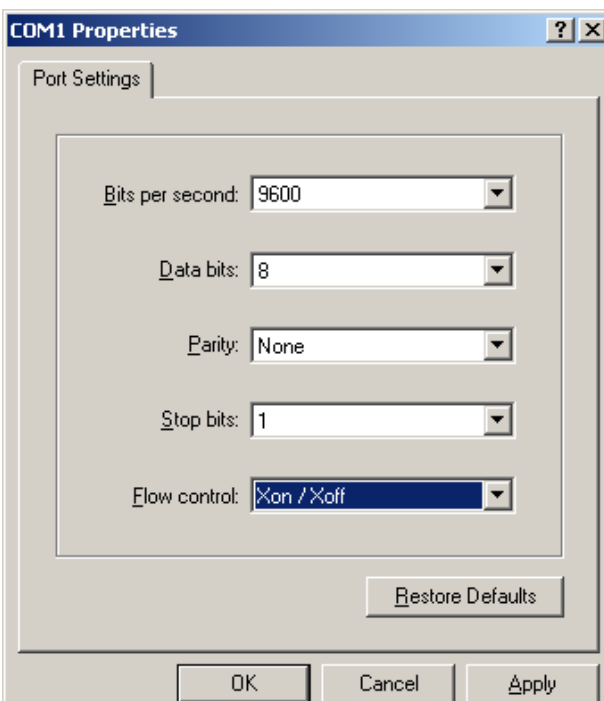 COM1 Properties
Port Settings
Bits per second: 9600
Data bits: 8
Parity: None
Stop bits: 1
Flow control: Xon / Xoff
Restore Defaults
OK Cancel Apply